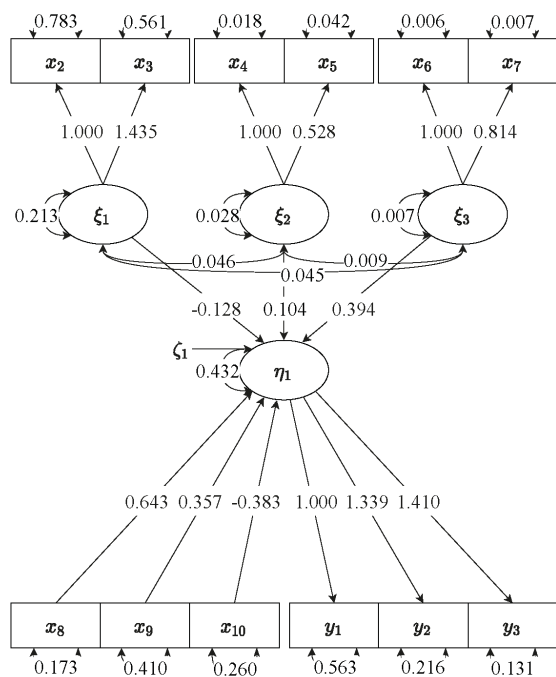 0.783 0.561 0.018 0.042 0.006 0.007
x₂ x₃ x₄ x₅ x₆ x₇
1.000 1.435 1.000 0.528 1.000 0.814
0.213 ξ₁ 0.028 ξ₂ 0.007 ξ₃
0.046 0.009
0.045
-0.128 0.104 0.394
ζ₁
0.432 η₁
0.643 0.357 -0.383 1.000 1.339 1.410
x₈ x₉ x₁₀ y₁ y₂ y₃
0.173 0.410 0.260 0.563 0.216 0.131